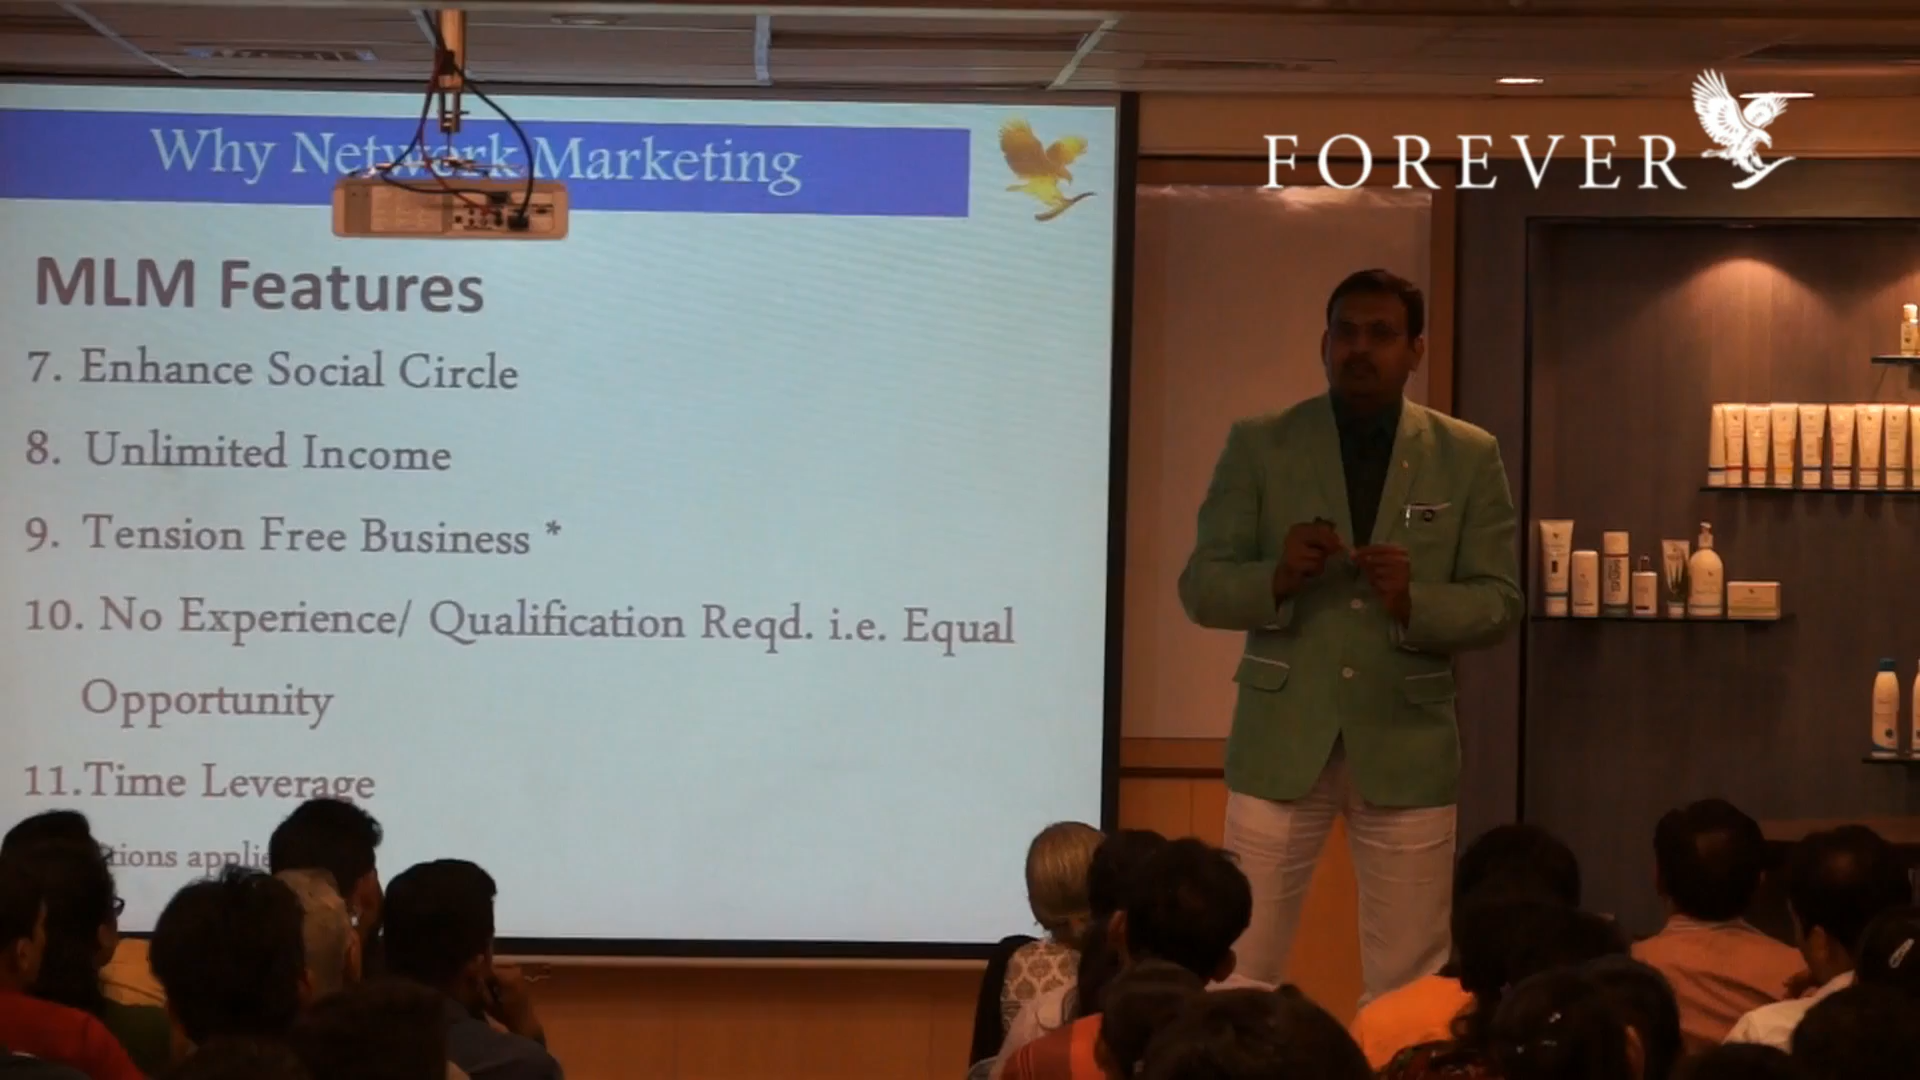 Why Network Marketing
FOREVER
MLM Features
7. Enhance Social Circle
8. Unlimited Income
9. Tension Free Business *
10. No Experience/ Qualification Reqd. i.e. Equal
Opportunity
11.Time Leverage